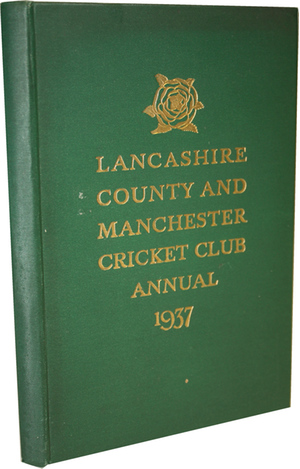 LANCASHIRE
COUNTY AND
MANCHESTER
CRICKET CLUB
ANNUAL
1937